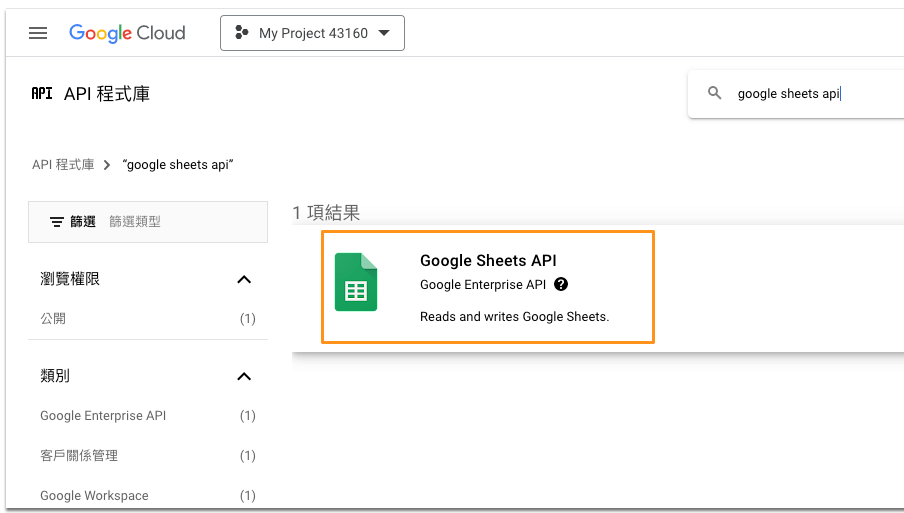 Google Cloud
My Project 43160
API API 程式庫
google sheets api
API 程式庫 > “google sheets api”
篩選 篩選類型
1 項結果
Google Sheets API
Google Enterprise API ?
Reads and writes Google Sheets.
瀏覽權限
公開 (1)
類別
Google Enterprise API (1)
客戶關係管理 (1)
Google Workspace (1)